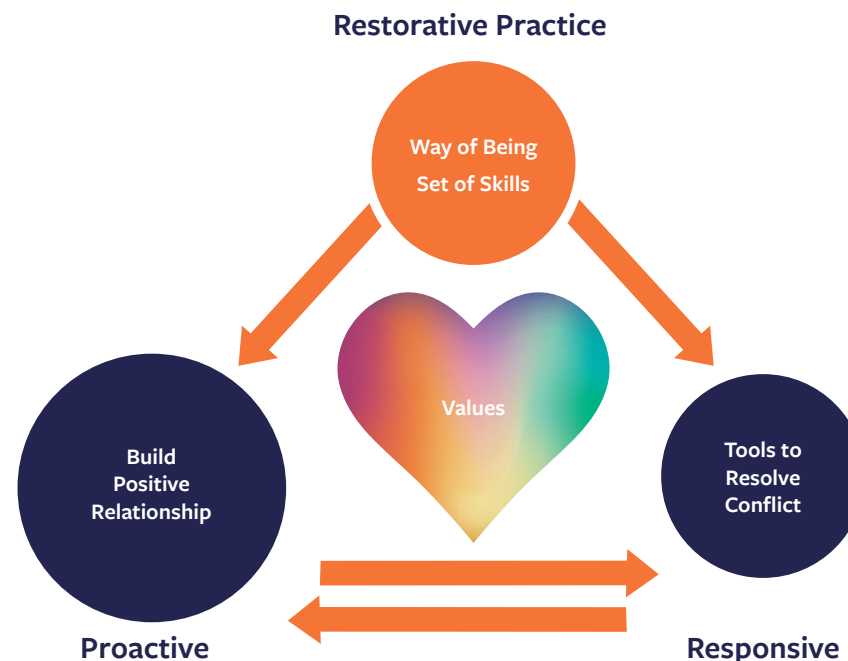 Restorative Practice
Way of Being
Set of Skills
Values
Build
Positive
Relationship
Tools to
Resolve
Conflict
Proactive
Responsive